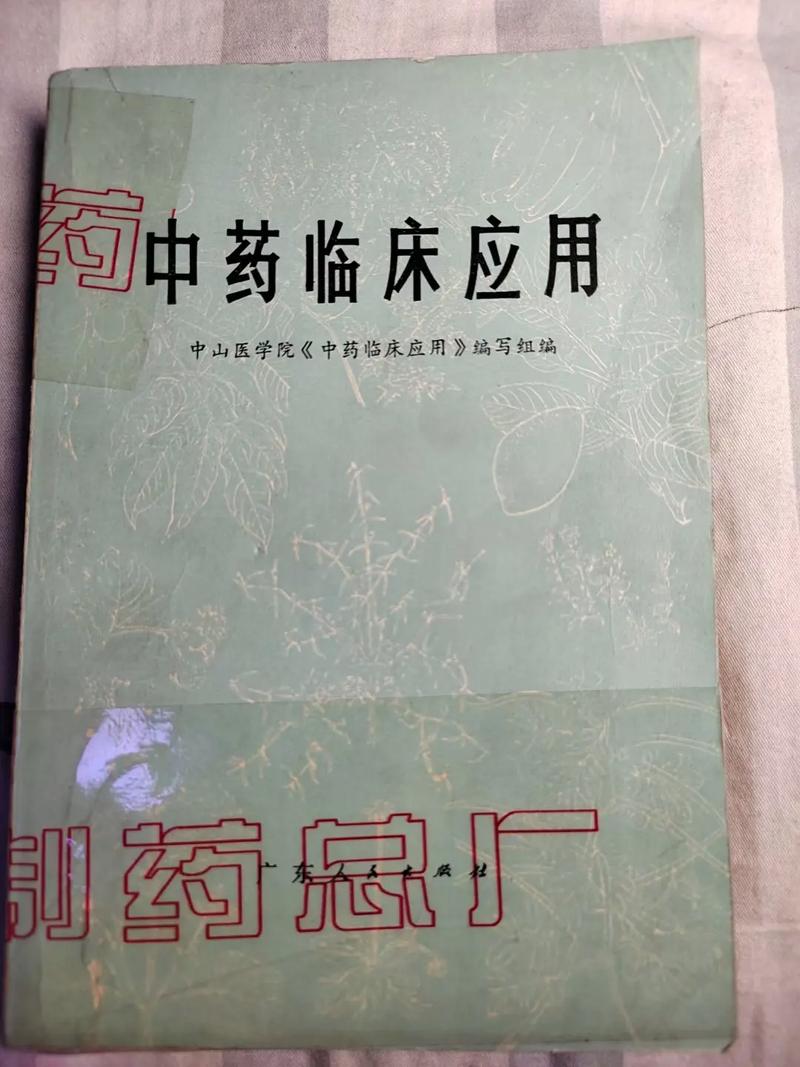 药
中药临床应用
中山医学院《中药临床应用》编写组编
制药总厂
广东人民出版社